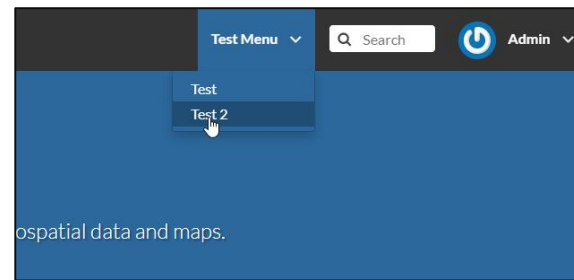 Test Menu
Search
Admin
Test
Test 2
ospatial data and maps.